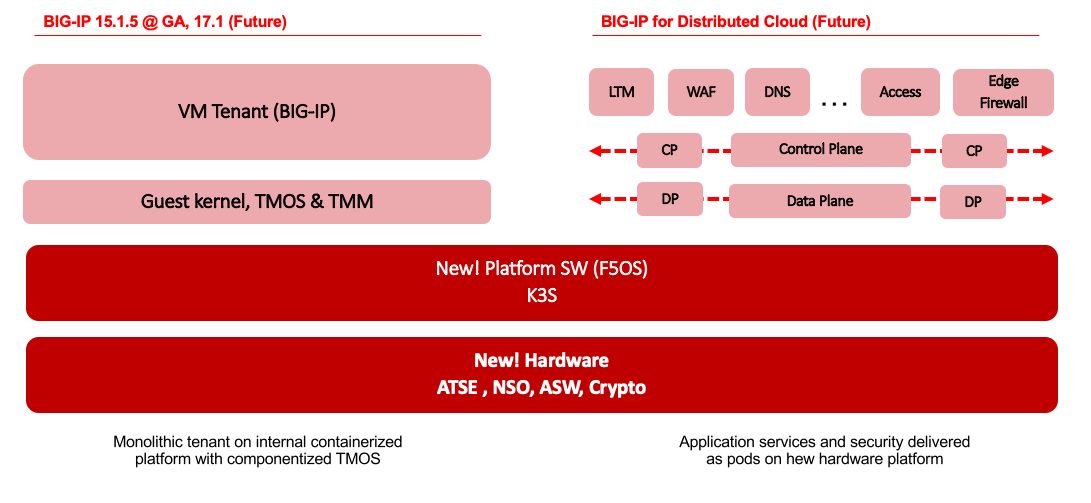 BIG-IP 15.1.5 @ GA, 17.1 (Future)
VM Tenant (BIG-IP)
Guest kernel, TMOS & TMM
BIG-IP for Distributed Cloud (Future)
LTM
WAF
DNS
...
Access
Edge
Firewall
CP
Control Plane
CP
DP
Data Plane
DP
New! Platform SW (F5OS)
K3S
New! Hardware
ATSE , NSO, ASW, Crypto
Monolithic tenant on internal containerized
platform with componentized TMOS
Application services and security delivered
as pods on hew hardware platform